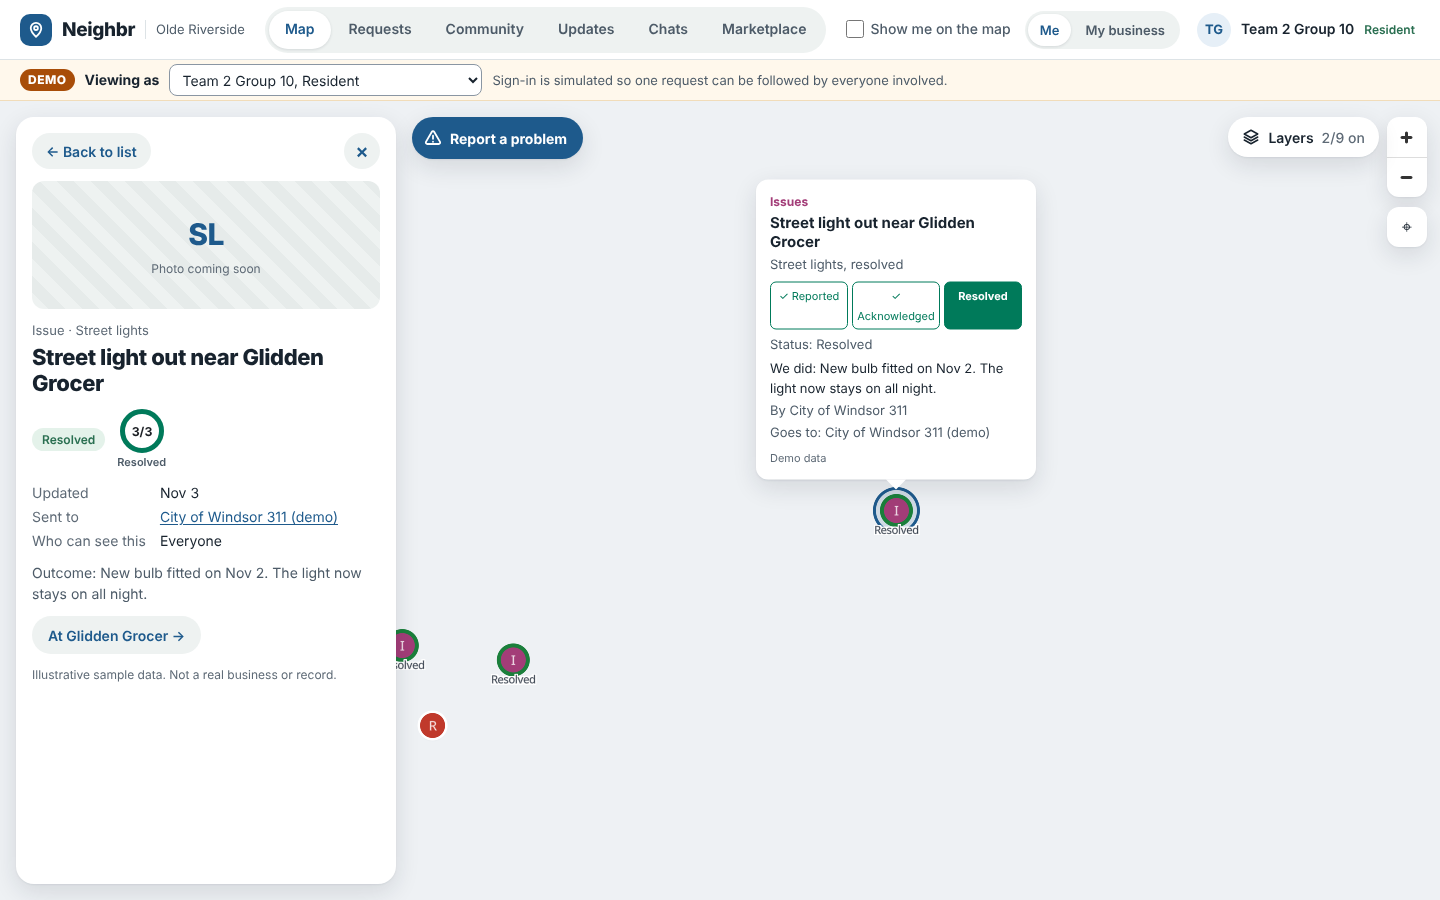 Neighbr
Olde Riverside
Map
Requests
Community
Updates
Chats
Marketplace
Show me on the map
Me
My business
TG
Team 2 Group 10
Resident
DEMO
Viewing as
Team 2 Group 10, Resident
Sign-in is simulated so one request can be followed by everyone involved.
← Back to list
×
SL
Photo coming soon
Issue · Street lights
Street light out near Glidden
Grocer
Resolved
3/3
Resolved
Updated Nov 3
Sent to City of Windsor 311 (demo)
Who can see this Everyone
Outcome: New bulb fitted on Nov 2. The light now
stays on all night.
At Glidden Grocer →
Illustrative sample data. Not a real business or record.
Report a problem
Layers 2/9 on
+
−
Issues
Street light out near Glidden
Grocer
Street lights, resolved
✓ Reported
✓
Acknowledged
Resolved
Status: Resolved
We did: New bulb fitted on Nov 2. The
light now stays on all night.
By City of Windsor 311
Goes to: City of Windsor 311 (demo)
Demo data
I
Resolved
I
solved
I
Resolved
R